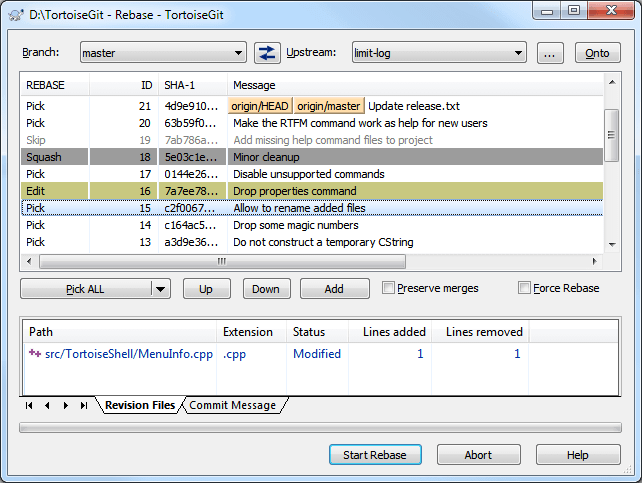 D:\TortoiseGit - Rebase - TortoiseGit
Branch: master Upstream: limit-log ... Onto
REBASE ID SHA-1 Message
Pick 21 4d9e910... origin/HEAD origin/master Update release.txt
Pick 20 63b59f0... Make the RTFM command work as help for new users
Skip 19 7ab786a... Add missing help command files to project
Squash 18 5e03c1e... Minor cleanup
Pick 17 0144e26... Disable unsupported commands
Edit 16 7a7ee78... Drop properties command
Pick 15 c2f0067... Allow to rename added files
Pick 14 c164ac5... Drop some magic numbers
Pick 13 a3d9e36... Do not construct a temporary CString
Pick ALL Up Down Add Preserve merges Force Rebase
Path Extension Status Lines added Lines removed
src/TortoiseShell/MenuInfo.cpp .cpp Modified 1 1
Revision Files Commit Message
Start Rebase Abort Help